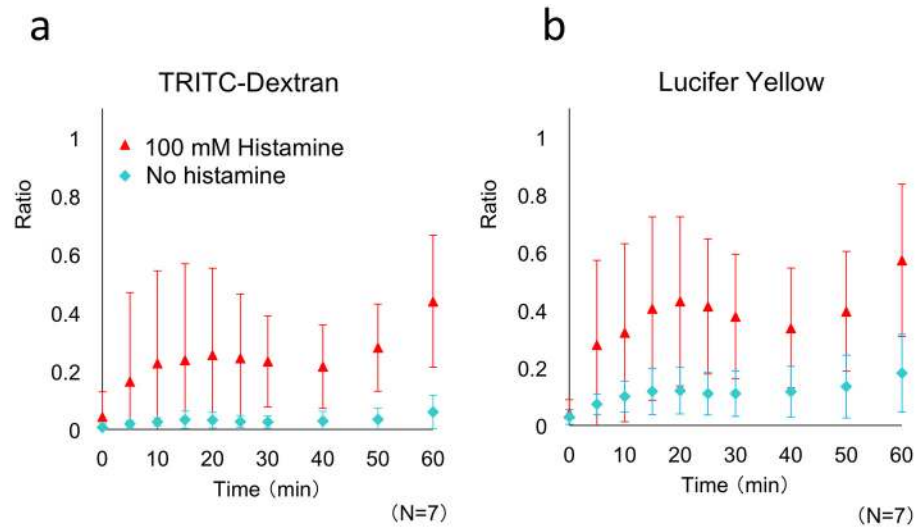 a
TRITC-Dextran
1
0.8
0.6
0.4
0.2
0
Ratio
100 mM Histamine
No histamine
0 10 20 30 40 50 60
Time (min)
(N=7)
b
Lucifer Yellow
1
0.8
0.6
0.4
0.2
0
Ratio
0 10 20 30 40 50 60
Time (min)
(N=7)